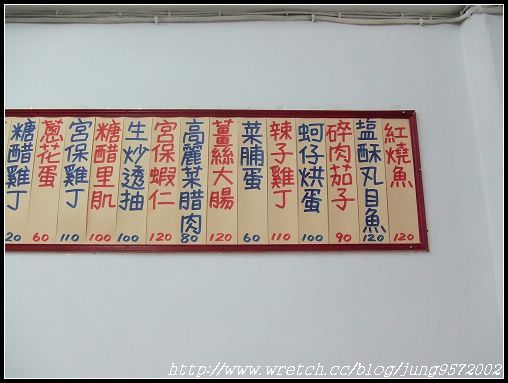 紅燒魚 120
塩酥丸目魚 120
碎肉茄子 90
蚵仔烘蛋 100
辣子雞丁 110
菜脯蛋 60
薑絲大腸 120
高麗菜腊肉 80
宮保蝦仁 120
生炒透抽 100
糖醋里肌 100
宮保雞丁 110
蔥花蛋 60
糖醋雞丁 20
http://www.wretch.cc/blog/jung9572002